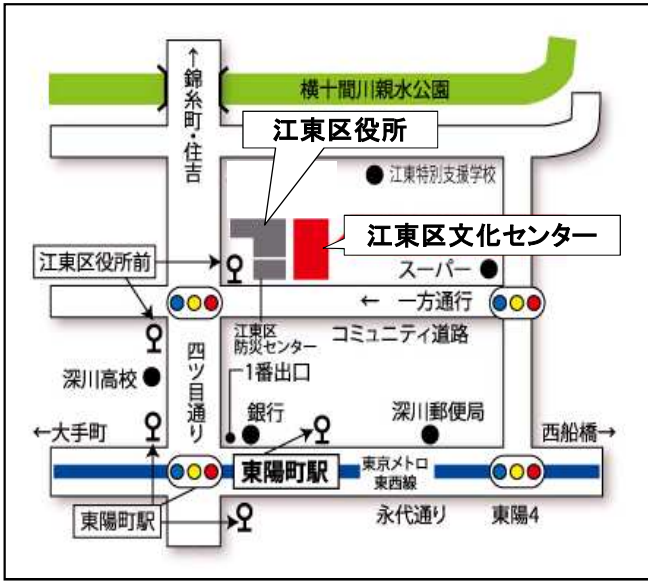 ↑錦糸町・住吉
横十間川親水公園
江東区役所
江東特別支援学校
江東区文化センター
江東区役所前
スーパー
← 一方通行
江東区
防災センター
コミュニティ道路
四ツ目通り
1番出口
深川高校
銀行
深川郵便局
←大手町
西船橋→
東陽町駅
東京メトロ
東西線
東陽町駅
永代通り
東陽4